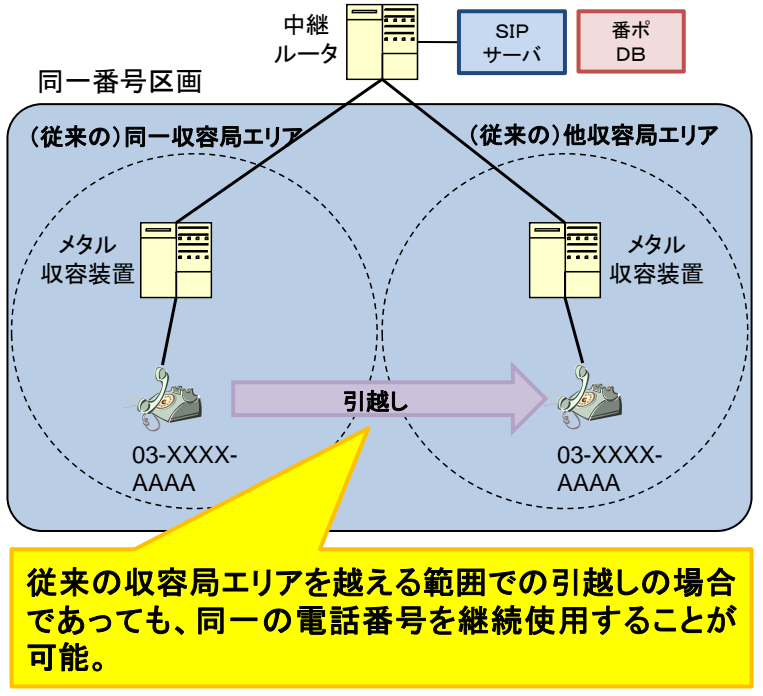 中継
ルータ
SIP
サーバ
番ポ
DB
同一番号区画
（従来の）同一収容局エリア
（従来の）他収容局エリア
メタル
収容装置
メタル
収容装置
引越し
03-XXXX-
AAAA
03-XXXX-
AAAA
従来の収容局エリアを越える範囲での引越しの場合
であっても、同一の電話番号を継続使用することが
可能。